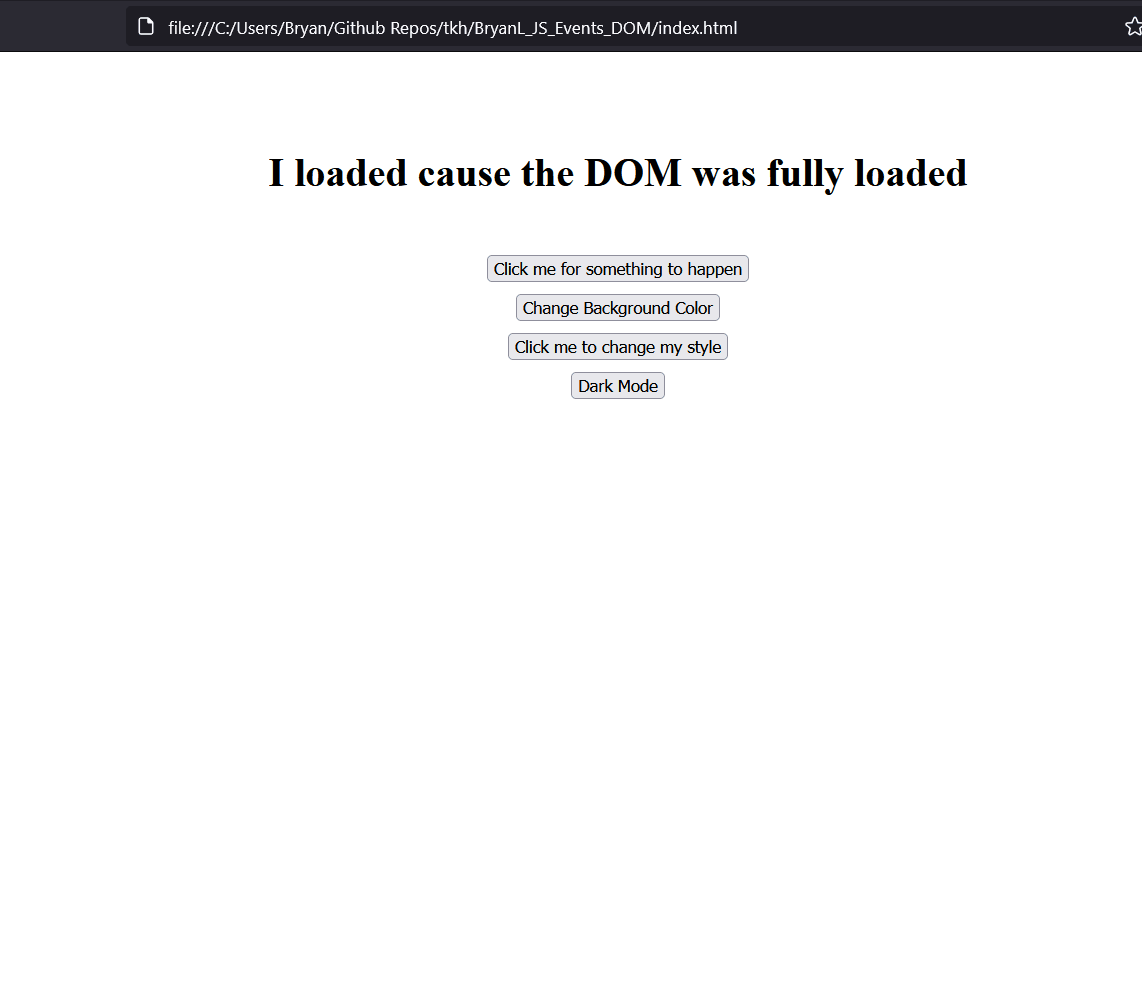 file:///C:/Users/Bryan/Github Repos/tkh/BryanL_JS_Events_DOM/index.html
I loaded cause the DOM was fully loaded
Click me for something to happen
Change Background Color
Click me to change my style
Dark Mode